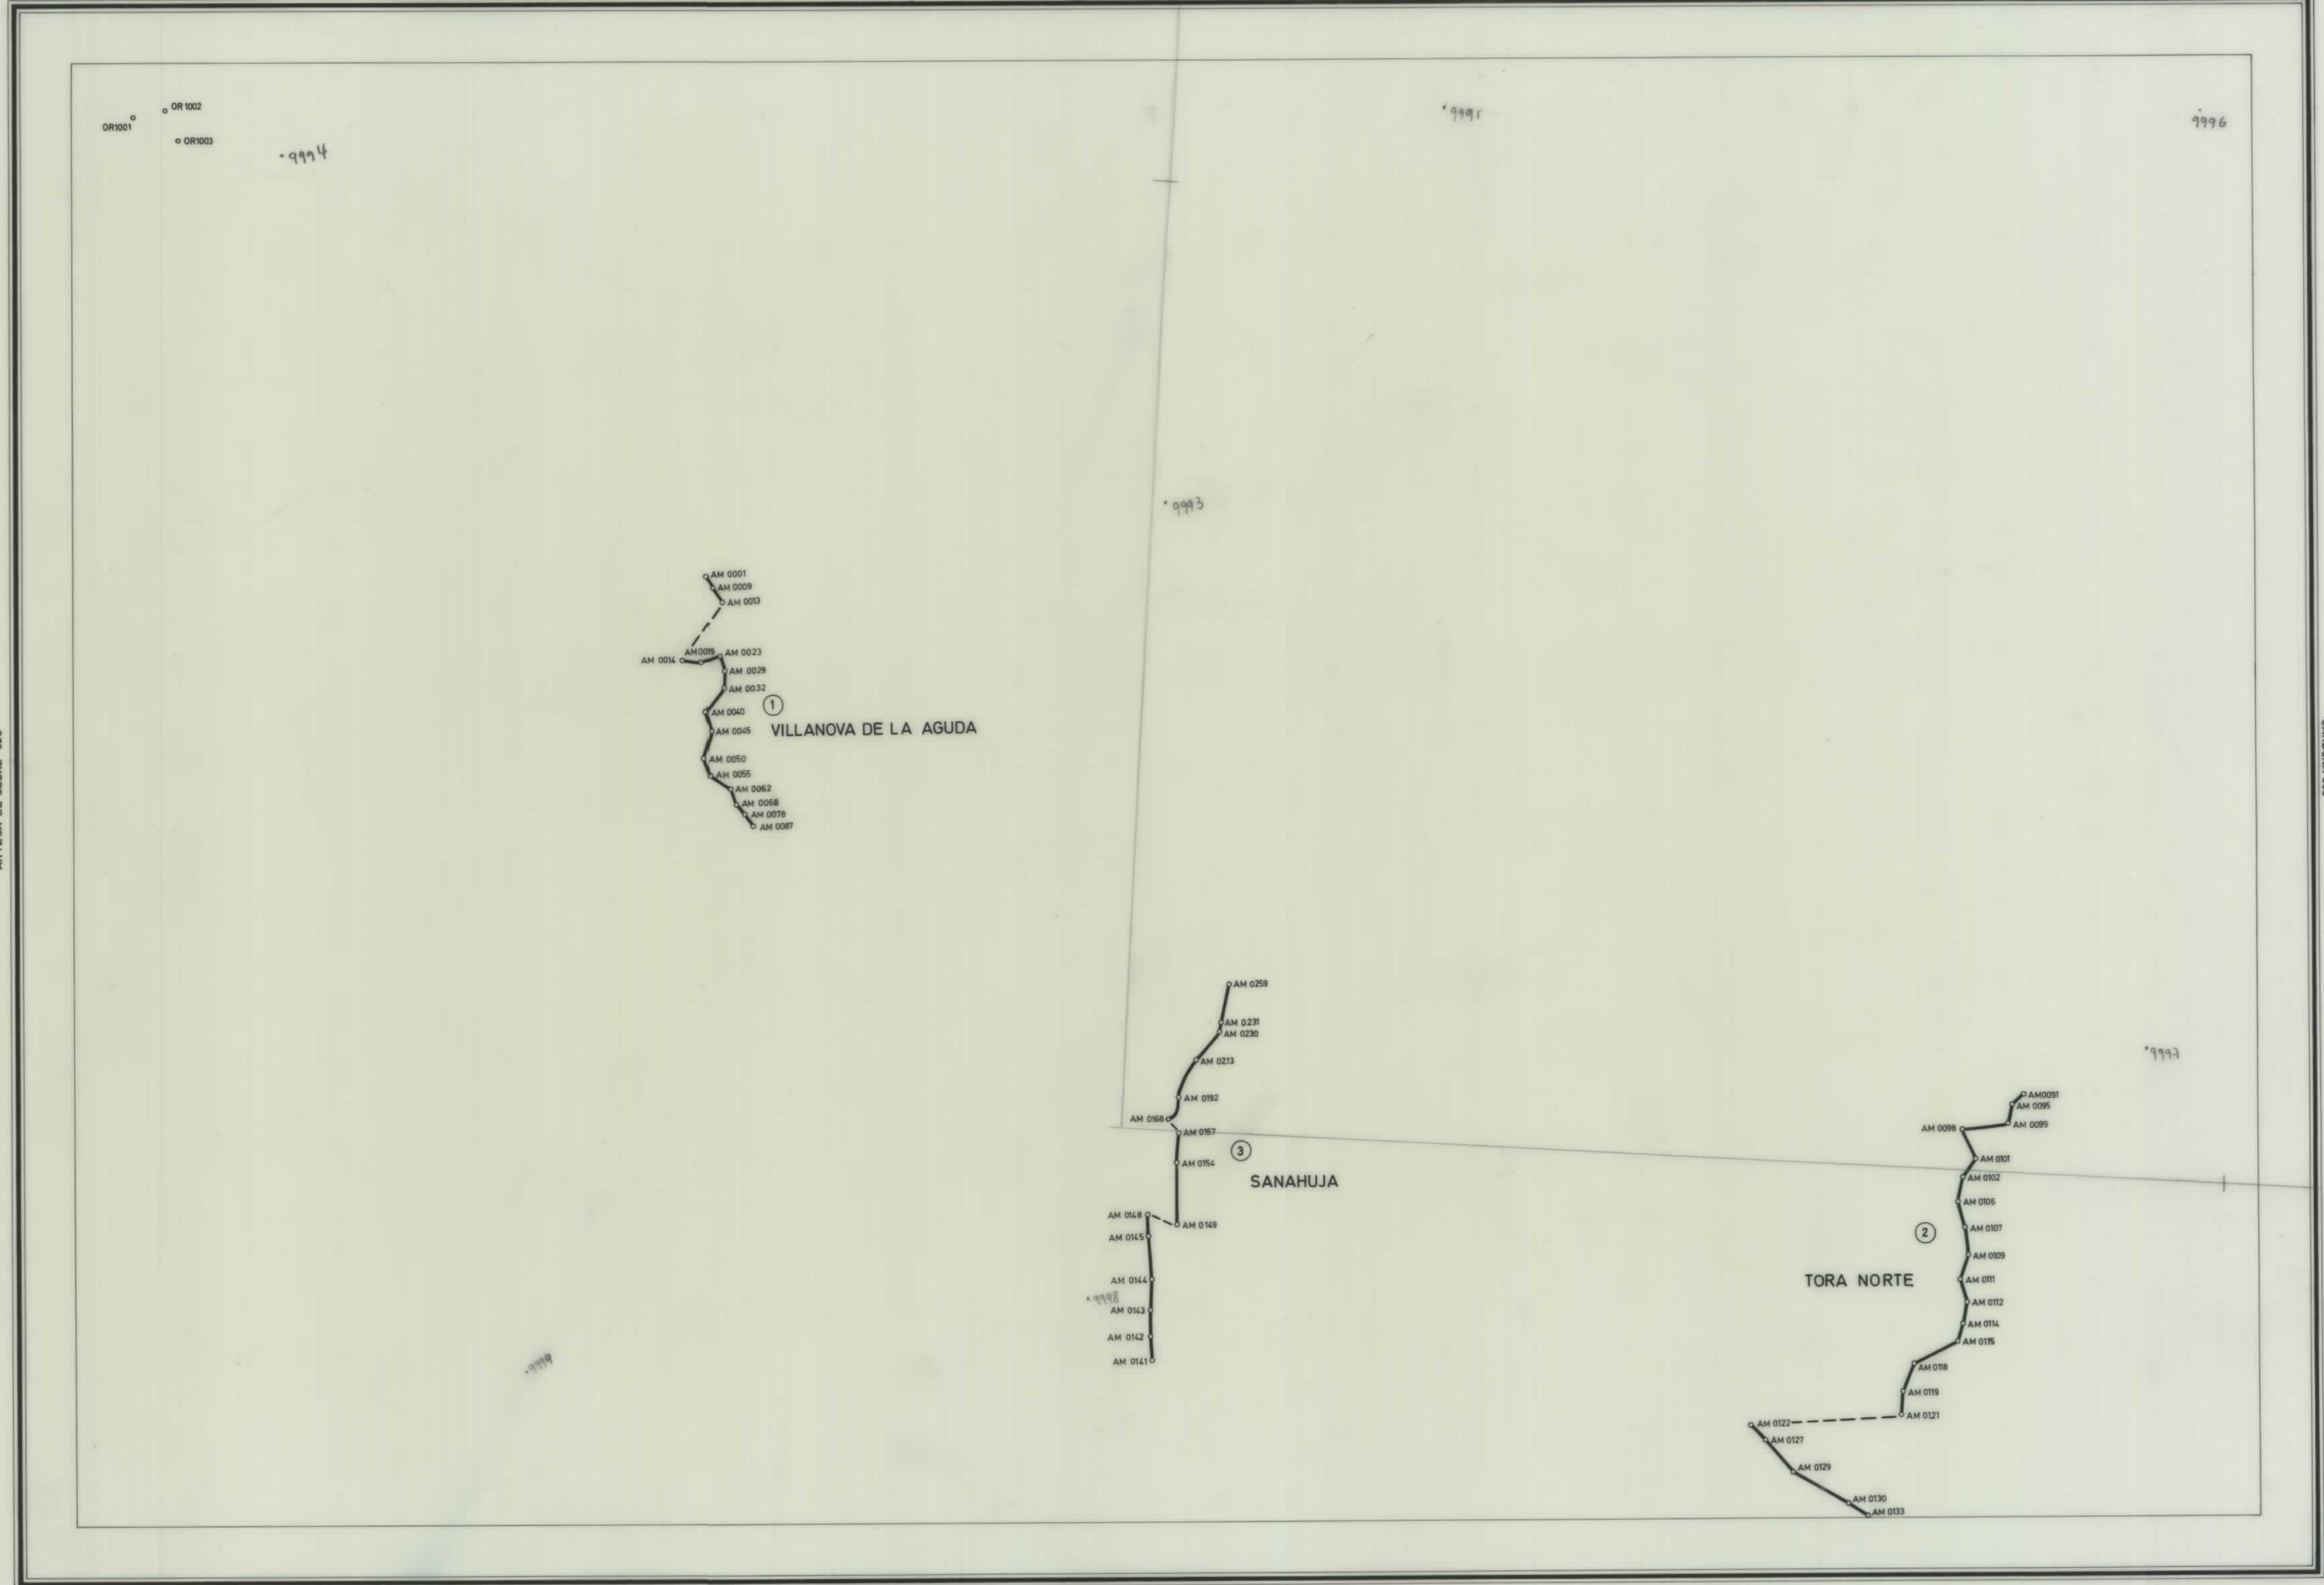 OR 1002
OR1001
OR1003
9994
9995
9996
9993
AM 0001
AM 0009
AM 0013
AM 0014
AM0019
AM 0023
AM 0029
AM 0032
1
AM 0040
VILLANOVA DE LA AGUDA
AM 0045
AM 0050
AM 0055
AM 0062
AM 0068
AM 0078
AM 0087
AM 0259
AM 0231
AM 0230
AM 0213
AM 0192
AM 0168
AM 0167
AM 0154
3
SANAHUJA
AM 0148
AM 0149
AM 0145
AM 0144
9998
AM 0143
AM 0142
AM 0141
9999
9997
AM0091
AM 0095
AM 0098
AM 0099
AM 0101
AM 0102
AM 0106
2
AM 0107
AM 0109
TORA NORTE
AM 0111
AM 0112
AM 0114
AM 0115
AM 0118
AM 0119
AM 0121
AM 0122
AM 0127
AM 0129
AM 0130
AM 0133